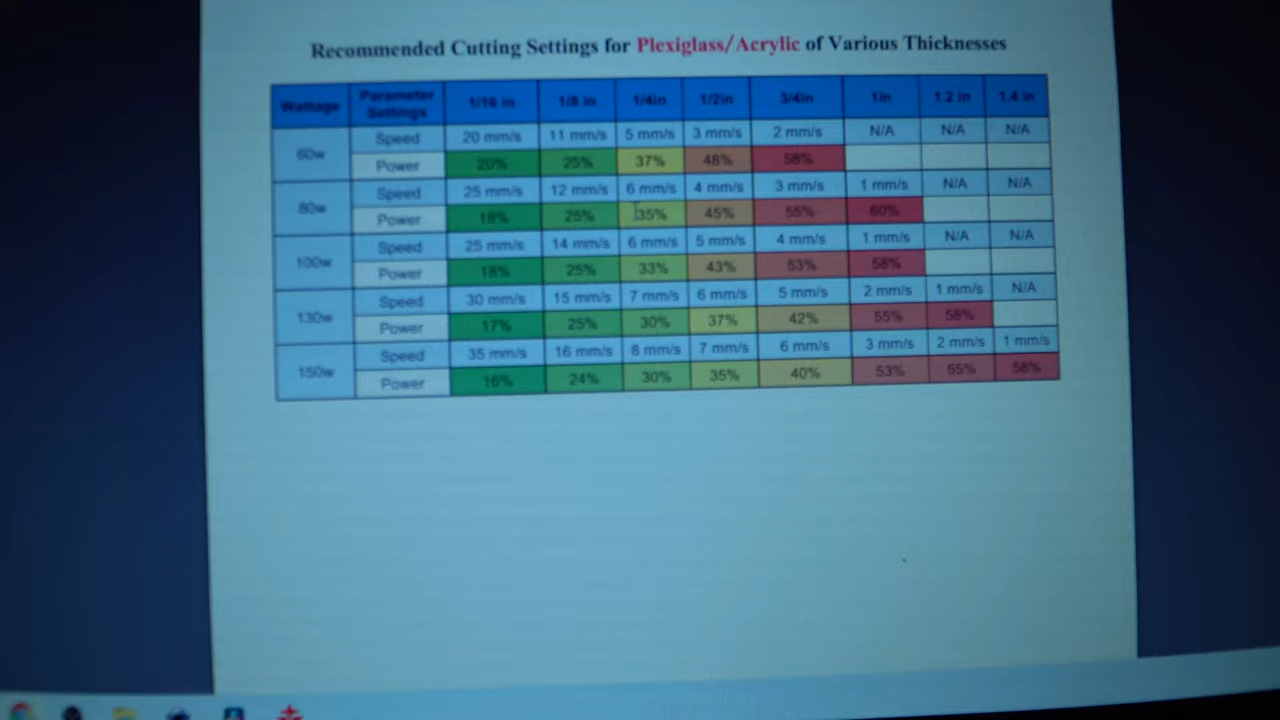 Recommended Cutting Settings for Plexiglass/Acrylic of Various Thicknesses
Wattage Parameter Settings 1/16 in 1/8 in 1/4in 1/2in 3/4in 1in 1.2 in 1.4 in
60w Speed 20 mm/s 11 mm/s 5 mm/s 3 mm/s 2 mm/s N/A N/A N/A
Power 20% 25% 37% 48% 58%
80w Speed 25 mm/s 12 mm/s 6 mm/s 4 mm/s 3 mm/s 1 mm/s N/A N/A
Power 18% 25% 35% 45% 55% 60%
100w Speed 25 mm/s 14 mm/s 6 mm/s 5 mm/s 4 mm/s 1 mm/s N/A N/A
Power 18% 25% 33% 43% 53% 58%
130w Speed 30 mm/s 15 mm/s 7 mm/s 6 mm/s 5 mm/s 2 mm/s 1 mm/s N/A
Power 17% 25% 30% 37% 42% 55% 58%
150w Speed 35 mm/s 16 mm/s 8 mm/s 7 mm/s 6 mm/s 3 mm/s 2 mm/s 1 mm/s
Power 16% 24% 30% 35% 40% 53% 55% 58%